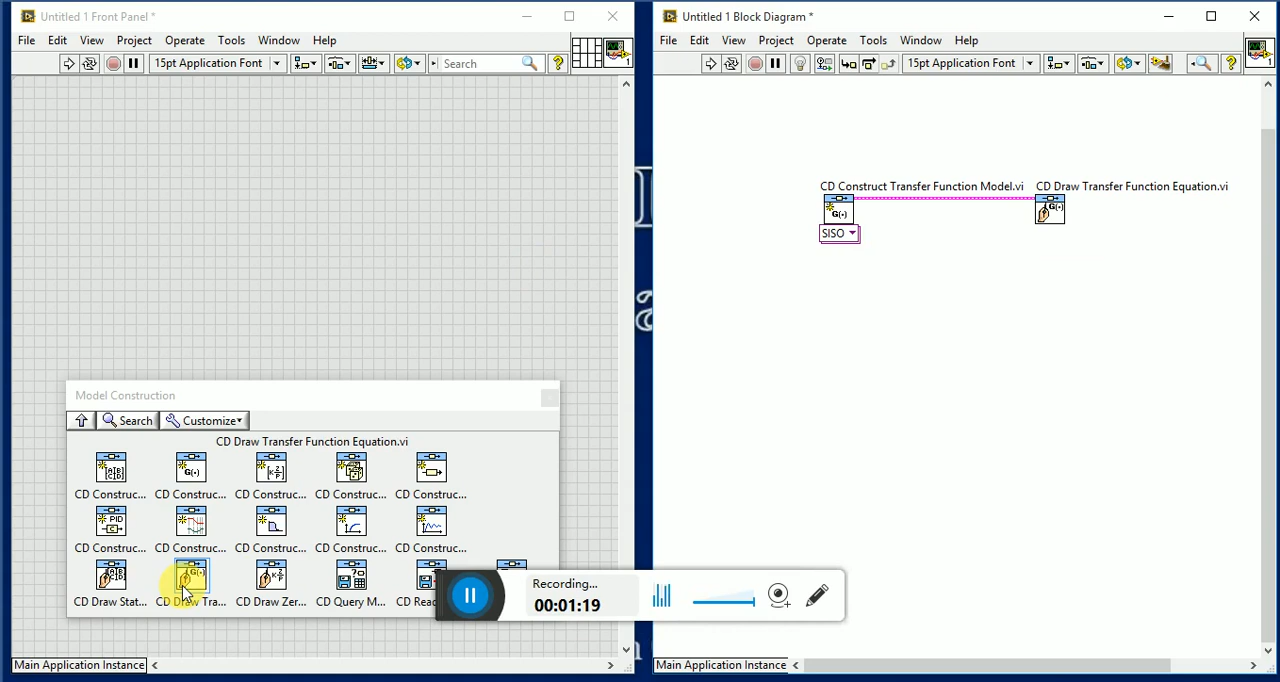 Untitled 1 Front Panel *
File Edit View Project Operate Tools Window Help
15pt Application Font
Search
?
1
Model Construction
Search Customize
CD Draw Transfer Function Equation.vi
CD Construc... CD Construc... CD Construc... CD Construc... CD Construc...
PID
CD Construc... CD Construc... CD Construc... CD Construc... CD Construc...
CD Draw Stat... CD Draw Tra... CD Draw Zer... CD Query M... CD Rea
Main Application Instance
Recording...
00:01:19
Untitled 1 Block Diagram *
File Edit View Project Operate Tools Window Help
15pt Application Font
?
1
CD Construct Transfer Function Model.vi CD Draw Transfer Function Equation.vi
G(•) G(•)
SISO
Main Application Instance